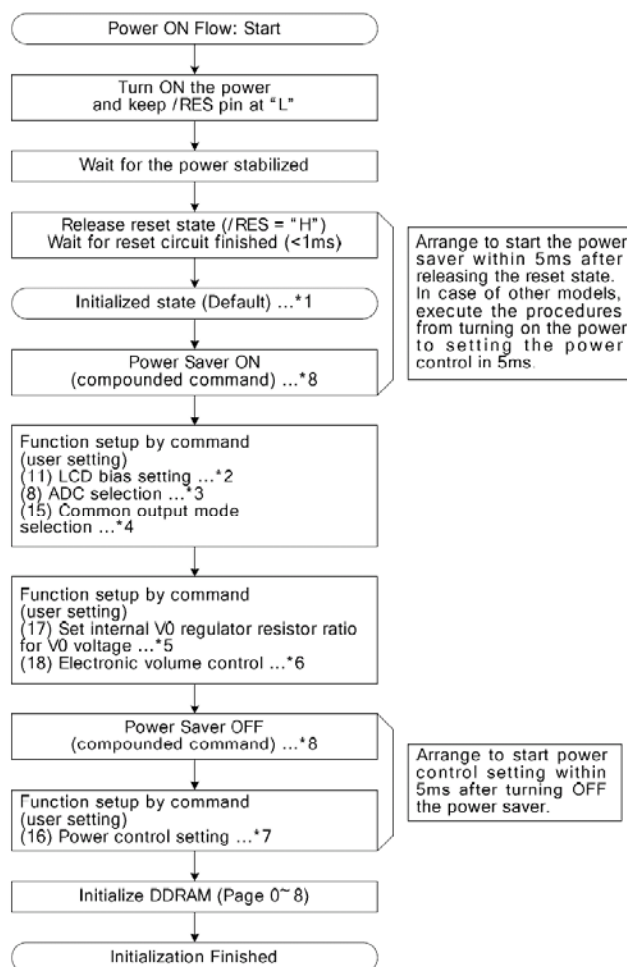 Power ON Flow: Start
Turn ON the power
and keep /RES pin at "L"
Wait for the power stabilized
Release reset state (/RES = "H")
Wait for reset circuit finished (<1ms)
Initialized state (Default) ...*1
Power Saver ON
(compounded command) ...*8
Arrange to start the power
saver within 5ms after
releasing the reset state.
In case of other models,
execute the procedures
from turning on the power
to setting the power
control in 5ms.
Function setup by command
(user setting)
(11) LCD bias setting ...*2
(8) ADC selection ...*3
(15) Common output mode
selection ...*4
Function setup by command
(user setting)
(17) Set internal V0 regulator resistor ratio
for V0 voltage ...*5
(18) Electronic volume control ...*6
Power Saver OFF
(compounded command) ...*8
Function setup by command
(user setting)
(16) Power control setting ...*7
Arrange to start power
control setting within
5ms after turning OFF
the power saver.
Initialize DDRAM (Page 0~8)
Initialization Finished